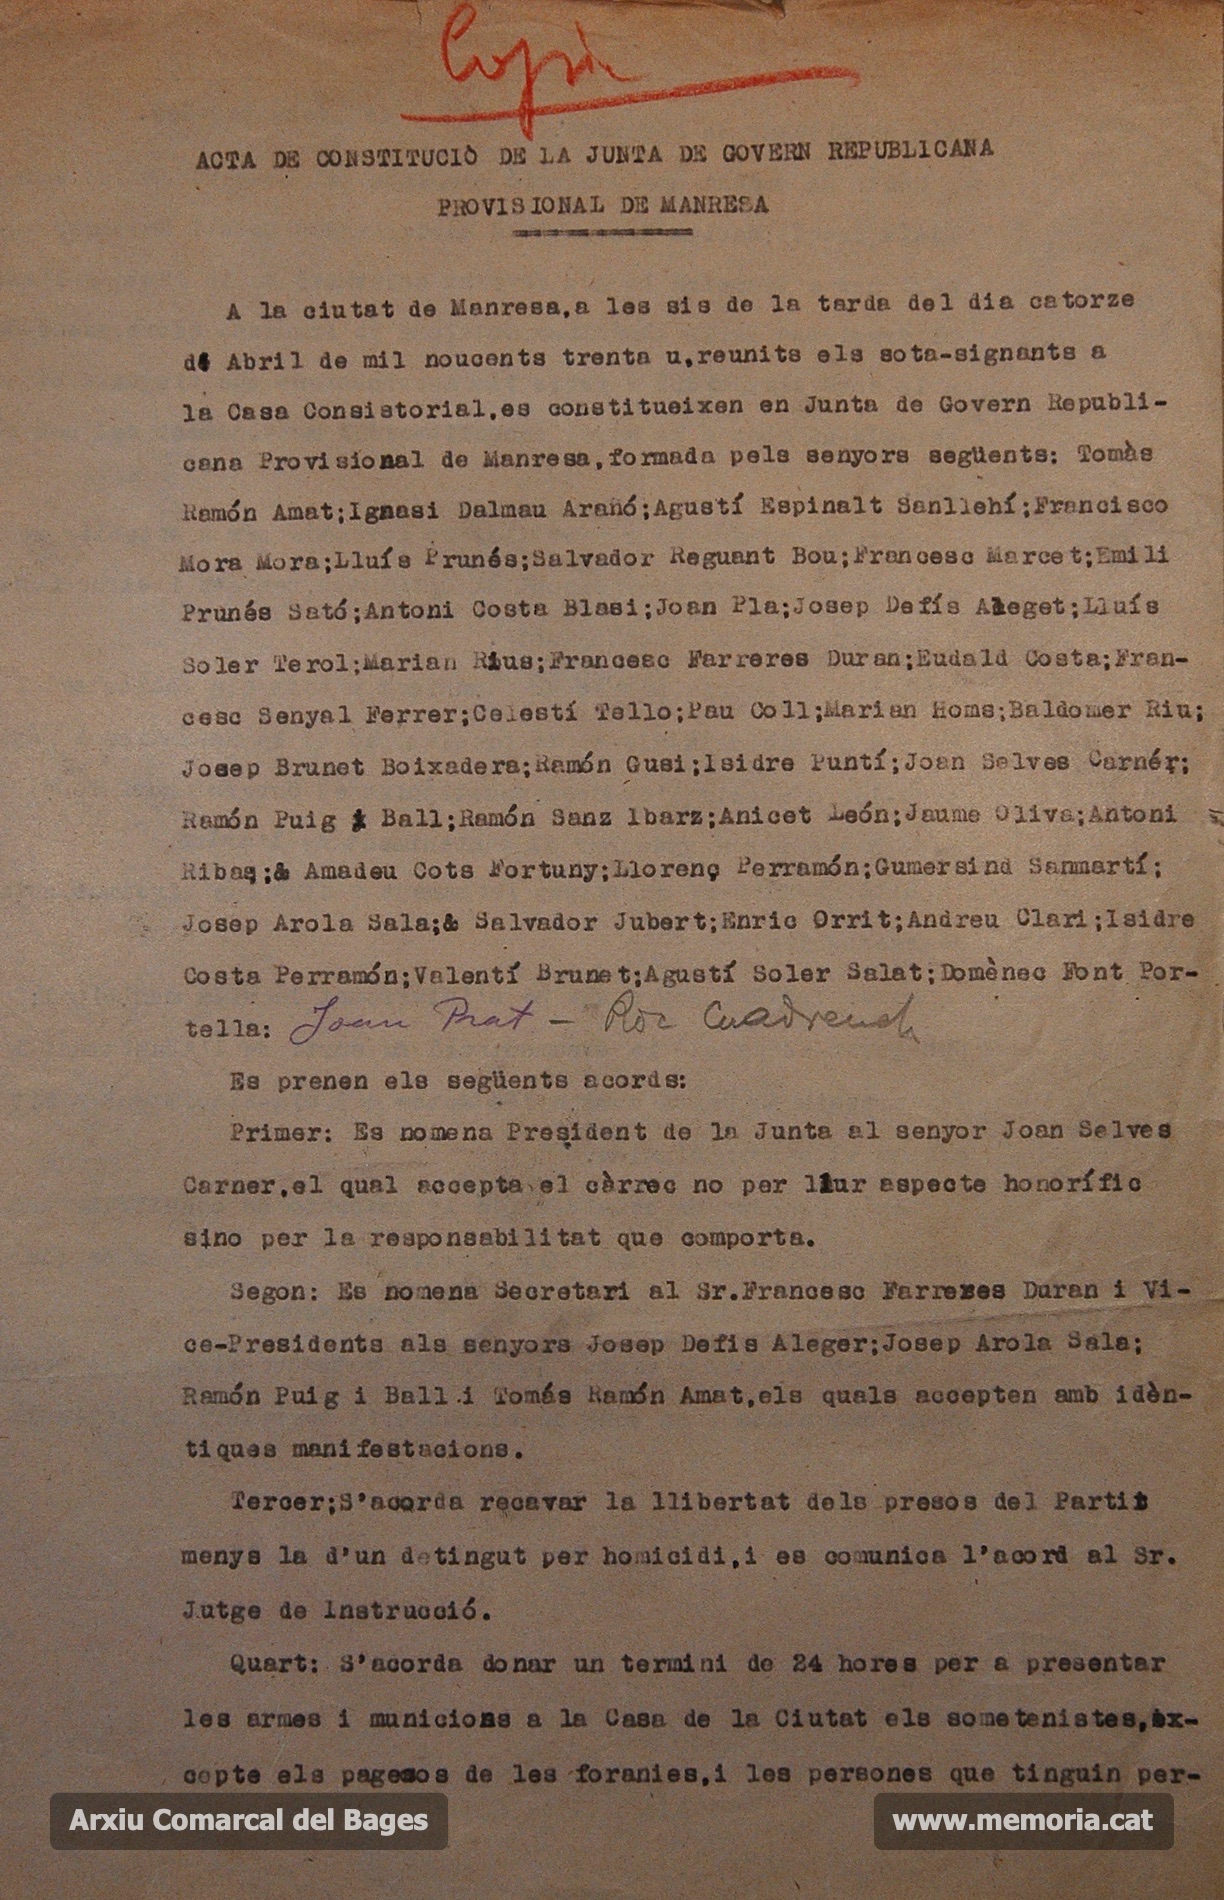 Còpia
ACTA DE CONSTITUCIÒ DE LA JUNTA DE GOVERN REPUBLICANA
PROVISIONAL DE MANRESA
A la ciutat de Manresa,a les sis de la tarda del dia catorze
de Abril de mil noucents trenta u,reunits els sota-signants a
la Casa Consistorial,es constitueixen en Junta de Govern Republi-
cana Provisional de Manresa,formada pels senyors següents: Tomàs
Ramón Amat;Ignasi Dalmau Arañó;Agustí Espinalt Sanllehí;Francisco
Mora Mora;Lluís Prunés;Salvador Reguant Bou;Francesc Marcet;Emili
Prunés Sató;Antoni Costa Blasi;Joan Pla;Josep Defís Aleget;Lluís
Soler Terol;Marian Rius;Francesc Farreres Duran;Eudald Costa;Fran-
cesc Senyal Ferrer;Celestí Tello;Pau Coll;Marian Homs;Baldomer Riu;
Josep Brunet Boixadera;Ramón Gusi;Isidre Puntí;Joan Selves Carnér;
Ramón Puig i Ball;Ramón Sanz Ibarz;Anicet León;Jaume Oliva;Antoni
Ribas;& Amadeu Cots Fortuny;Llorenç Perramón;Gumersind Sanmartí;
Josep Arola Sala;& Salvador Jubert;Enric Orrit;Andreu Clari;Isidre
Costa Perramón;Valentí Brunet;Agustí Soler Salat;Domènec Font Por-
tella: Joan Prat - Roc Cuadrench
Es prenen els següents acords:
Primer: Es nomena President de la Junta al senyor Joan Selves
Carner,el qual accepta el càrrec no per llur aspecte honorífic
sino per la responsabilitat que comporta.
Segon: Es nomena Secretari al Sr.Francesc Farreres Duran i Vi-
ce-Presidents als senyors Josep Defis Aleger;Josep Arola Sala;
Ramón Puig i Ball i Tomás Ramón Amat,els quals accepten amb idèn-
tiques manifestacions.
Tercer;S'acorda recavar la llibertat dels presos del Partit
menys la d'un detingut per homicidi,i es comunica l'acord al Sr.
Jutge de Instrucció.
Quart: S'acorda donar un termini de 24 hores per a presentar
les armes i municions a la Casa de la Ciutat els sometenistes,ex-
cepte els pagesos de les foranies,i les persones que tinguin per-
Arxiu Comarcal del Bages
www.memoria.cat